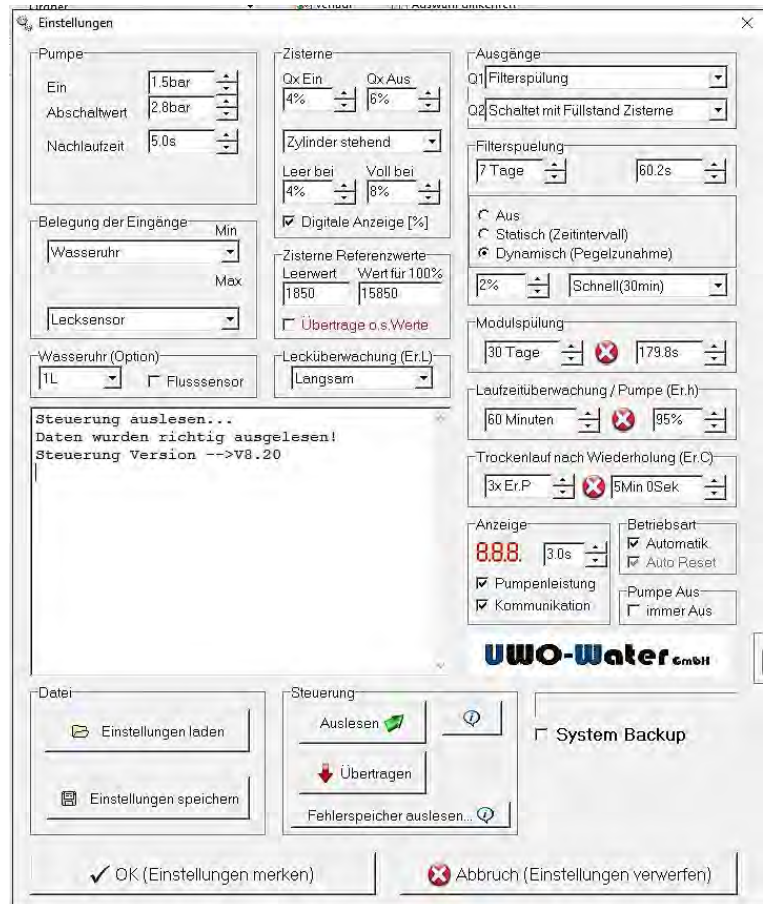 Einstellungen
Pumpe
Ein
1.5bar
Abschaltwert
2.8bar
Nachlaufzeit
5.0s
Belegung der Eingänge
Min
Wasseruhr
Max
Lecksensor
Wasseruhr (Option)
1L
Flusssensor
Zisterne
Qx Ein
Qx Aus
4%
6%
Zylinder stehend
Leer bei
Voll bei
4%
8%
Digitale Anzeige [%]
Zisterne Referenzwerte
Leerwert
Wert für 100%
1850
15850
Übertrage o.s.Werte
Lecküberwachung (Er.L)
Langsam
Ausgänge
Q1 Filterspülung
Q2 Schaltet mit Füllstand Zisterne
Filterspuelung
7 Tage
60.2s
Aus
Statisch (Zeitintervall)
Dynamisch (Pegelzunahme)
2%
Schnell(30min)
Modulspülung
30 Tage
179.8s
Laufzeitüberwachung / Pumpe (Er.h)
60 Minuten
95%
Trockenlauf nach Wiederholung (Er.C)
3x Er.P
5Min 0Sek
Anzeige
8.8.8.
3.0s
Pumpenleistung
Kommunikation
Betriebsart
Automatik
Auto Reset
Pumpe Aus
immer Aus
Steuerung auslesen...
Daten wurden richtig ausgelesen!
Steuerung Version -->V8.20
UWO-Water GmbH
Datei
Einstellungen laden
Einstellungen speichern
Steuerung
Auslesen
Übertragen
Fehlerspeicher auslesen...
System Backup
OK (Einstellungen merken)
Abbruch (Einstellungen verwerfen)